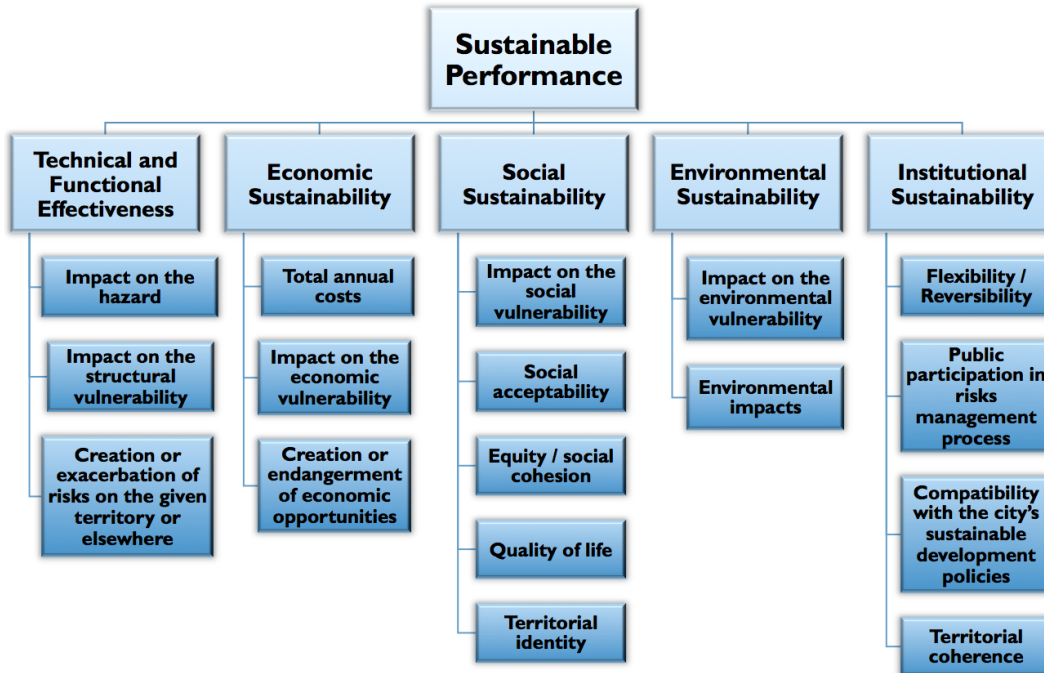 Sustainable
Performance
Technical and
Functional
Effectiveness
Impact on the
hazard
Impact on the
structural
vulnerability
Creation or
exacerbation of
risks on the given
territory or
elsewhere
Economic
Sustainability
Total annual
costs
Impact on the
economic
vulnerability
Creation or
endangerment
of economic
opportunities
Social
Sustainability
Impact on the
social
vulnerability
Social
acceptability
Equity / social
cohesion
Quality of life
Territorial
identity
Environmental
Sustainability
Impact on the
environmental
vulnerability
Environmental
impacts
Institutional
Sustainability
Flexibility /
Reversibility
Public
participation in
risks
management
process
Compatibility
with the city's
sustainable
development
policies
Territorial
coherence